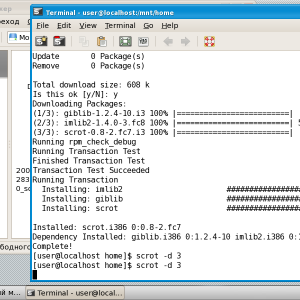 Terminal - user@localhost:/mnt/home
File Edit View Terminal Go Help
Update 0 Package(s)
Remove 0 Package(s)
Total download size: 608 k
Is this ok [y/N]: y
Downloading Packages:
(1/3): giblib-1.2.4-10.i3 100% |=========================|
(2/3): imlib2-1.4.0-3.fc8 100% |=========================| 5
(3/3): scrot-0.8-2.fc7.i3 100% |=========================|
Running rpm_check_debug
Running Transaction Test
Finished Transaction Test
Transaction Test Succeeded
Running Transaction
Installing: imlib2 #################
Installing: giblib #################
Installing: scrot #################
Installed: scrot.i386 0:0.8-2.fc7
Dependency Installed: giblib.i386 0:1.2.4-10 imlib2.i386 0:1
Complete!
[user@localhost home]$ scrot -d 3
[user@localhost home]$ scrot -d 3
Mo
200
283
0_sc
ободного
Terminal - user@local...